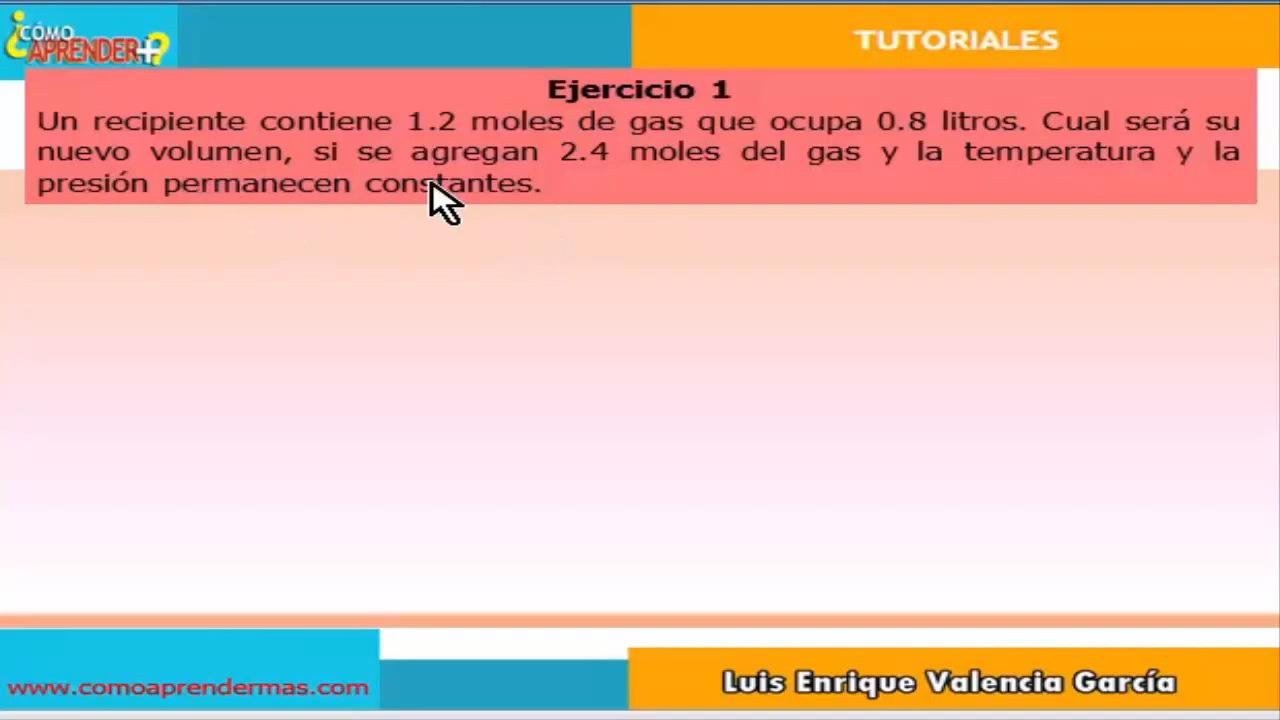 ¿CÓMO
APRENDER+?
TUTORIALES
Ejercicio 1
Un recipiente contiene 1.2 moles de gas que ocupa 0.8 litros. Cual será su
nuevo volumen, si se agregan 2.4 moles del gas y la temperatura y la
presión permanecen constantes.
www.comoaprendermas.com
Luis Enrique Valencia García